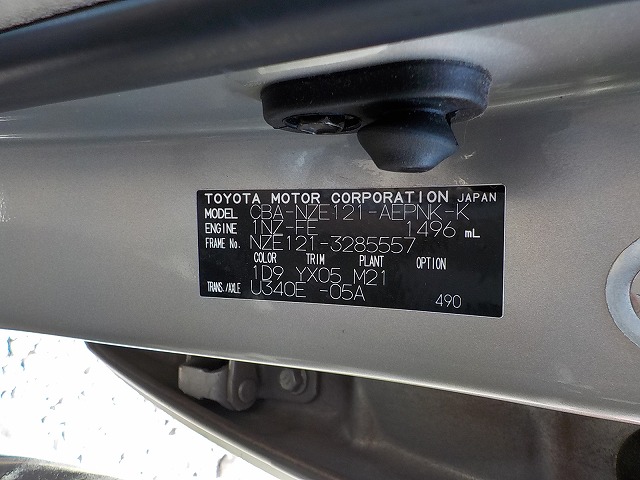 TOYOTA MOTOR CORPORATION JAPAN
MODEL CBA-NZE121-AEPNK-K
ENGINE 1NZ-FE 1496 mL
FRAME No. NZE121-3285557
COLOR TRIM PLANT OPTION
1D9 YX05 M21
TRANS./AXLE U340E -05A
490